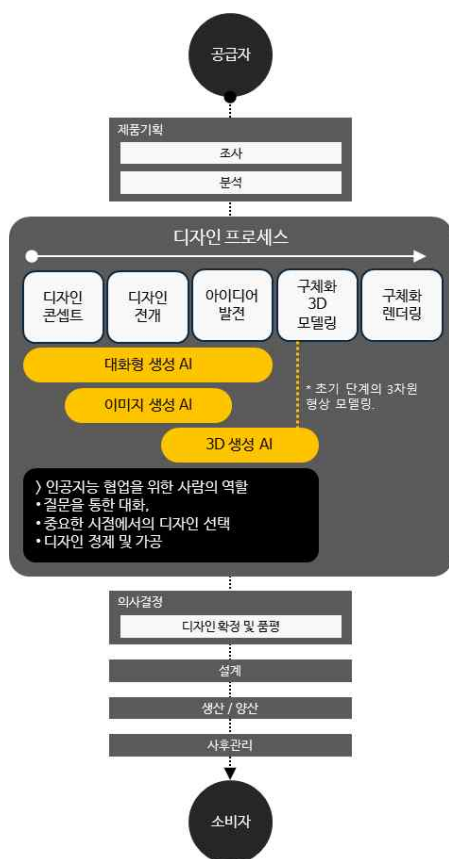 공급자
제품기획
조사
분석
디자인 프로세스
디자인
콘셉트
디자인
전개
아이디어
발전
구체화
3D
모델링
구체화
렌더링
대화형 생성 AI
이미지 생성 AI
* 초기 단계의 3차원
형상 모델링.
3D 생성 AI
〉인공지능 협업을 위한 사람의 역할
• 질문을 통한 대화,
• 중요한 시점에서의 디자인 선택
• 디자인 정제 및 가공
의사결정
디자인 확정 및 품평
설계
생산 / 양산
사후관리
소비자